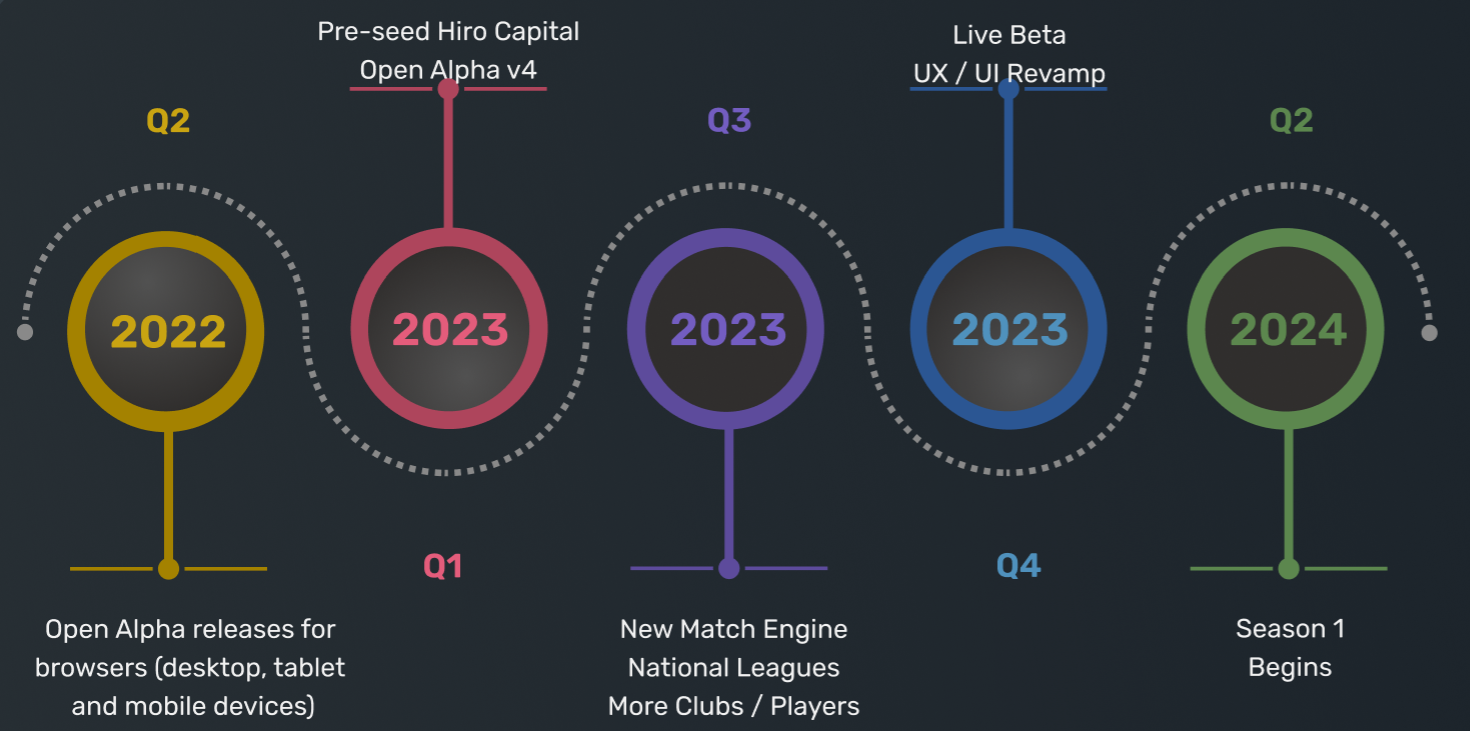 Pre-seed Hiro Capital
Open Alpha v4
Live Beta
UX / UI Revamp
Q2
Q3
Q2
2022
2023
2023
2023
2024
Q1
Q4
Open Alpha releases for
browsers (desktop, tablet
and mobile devices)
New Match Engine
National Leagues
More Clubs / Players
Season 1
Begins